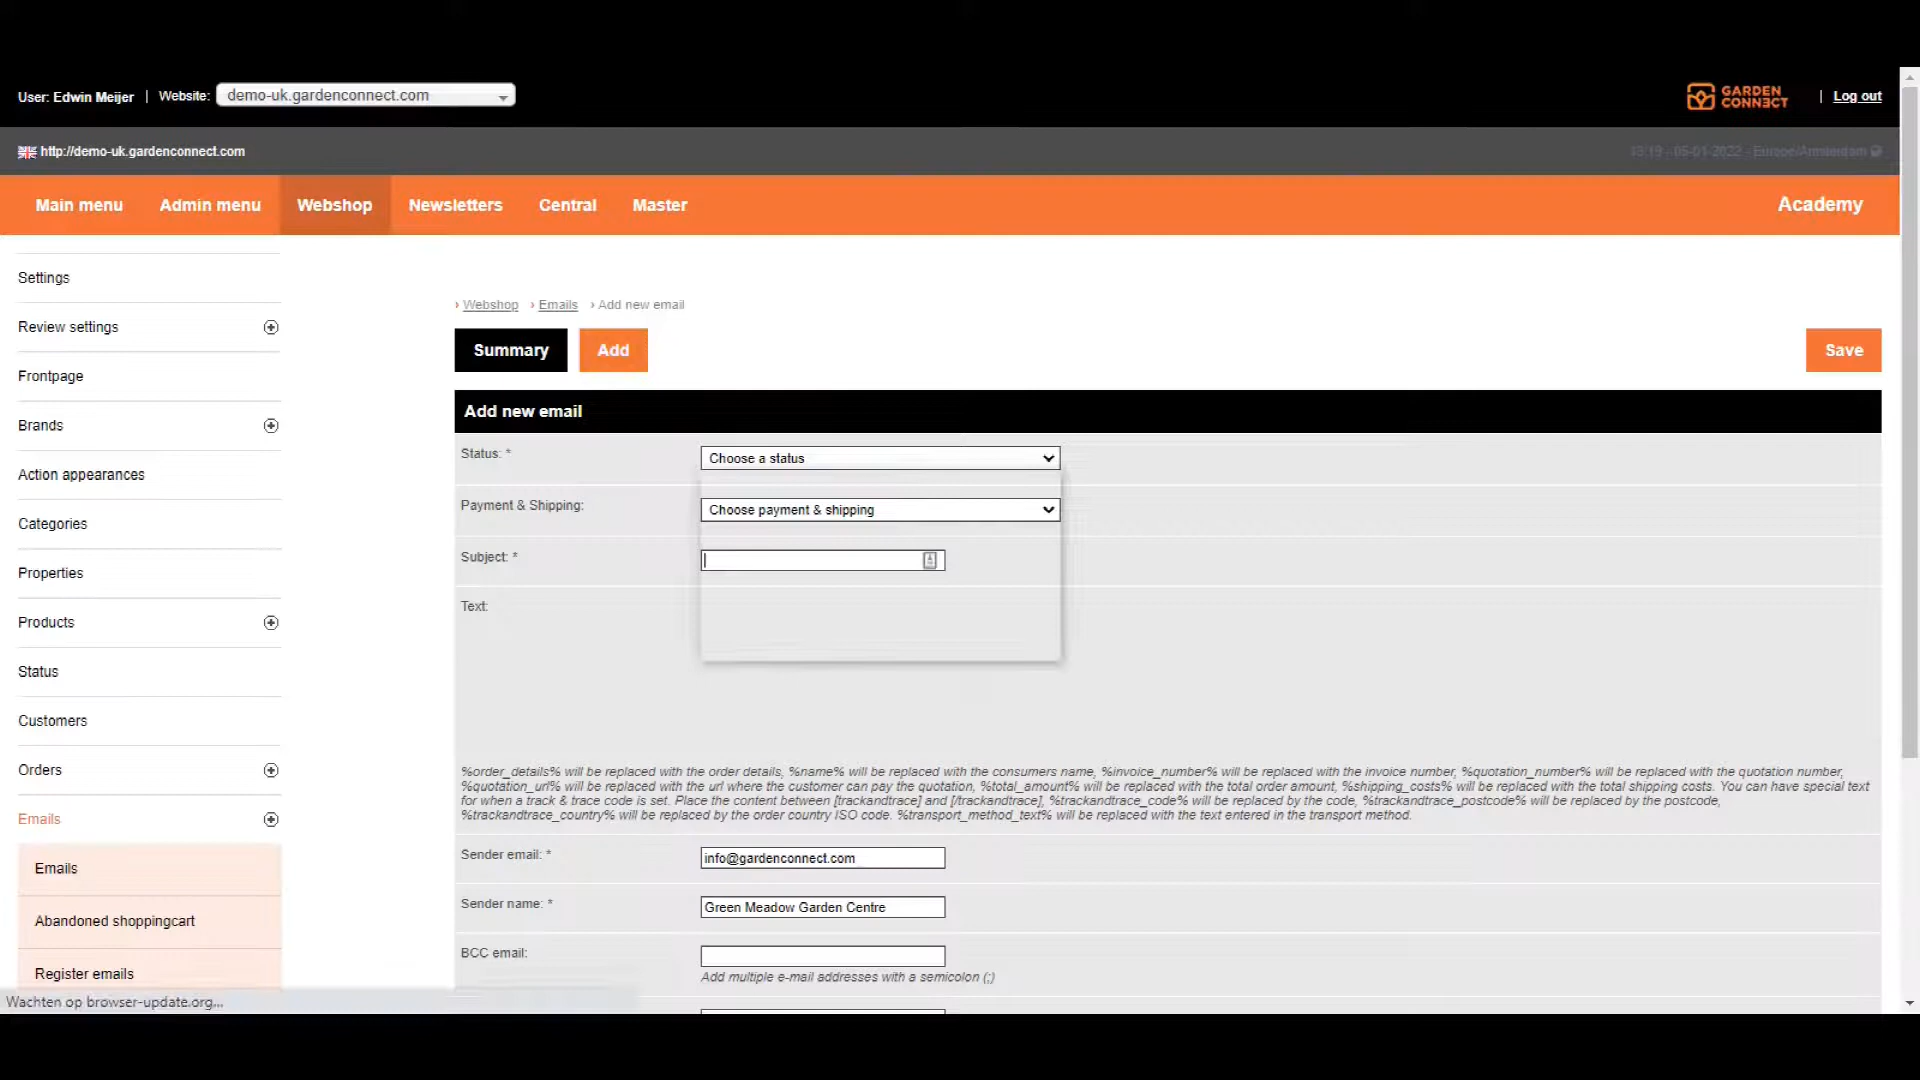 User: Edwin Meijer | Website: demo-uk.gardenconnect.com
GARDEN
CONNECT
| Log out
http://demo-uk.gardenconnect.com
13:19 - 05-01-2022 - Europe/Amsterdam
Main menu
Admin menu
Webshop
Newsletters
Central
Master
Academy
Settings
Review settings
Frontpage
Brands
Action appearances
Categories
Properties
Products
Status
Customers
Orders
Emails
Emails
Abandoned shoppingcart
Register emails
Wachten op browser-update.org...
› Webshop › Emails › Add new email
Summary
Add
Save
Add new email
Status: *
Choose a status
Payment & Shipping:
Choose payment & shipping
Subject: *
Text:
%order_details% will be replaced with the order details, %name% will be replaced with the consumers name, %invoice_number% will be replaced with the invoice number, %quotation_number% will be replaced with the quotation number,
%quotation_url% will be replaced with the url where the customer can pay the quotation, %total_amount% will be replaced with the total order amount, %shipping_costs% will be replaced with the total shipping costs. You can have special text
for when a track & trace code is set. Place the content between [trackandtrace] and [/trackandtrace], %trackandtrace_code% will be replaced by the code, %trackandtrace_postcode% will be replaced by the postcode,
%trackandtrace_country% will be replaced by the order country ISO code. %transport_method_text% will be replaced with the text entered in the transport method.
Sender email: *
info@gardenconnect.com
Sender name: *
Green Meadow Garden Centre
BCC email:
Add multiple e-mail addresses with a semicolon (;)